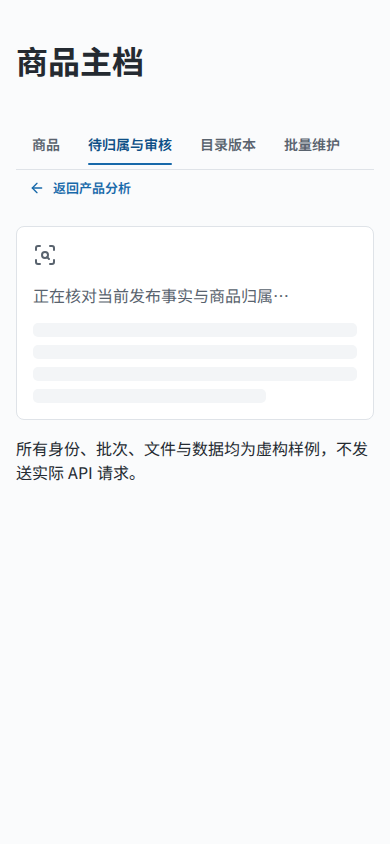 商品主档
商品 待归属与审核 目录版本 批量维护
返回产品分析
正在核对当前发布事实与商品归属…
所有身份、批次、文件与数据均为虚构样例，不发
送实际 API 请求。